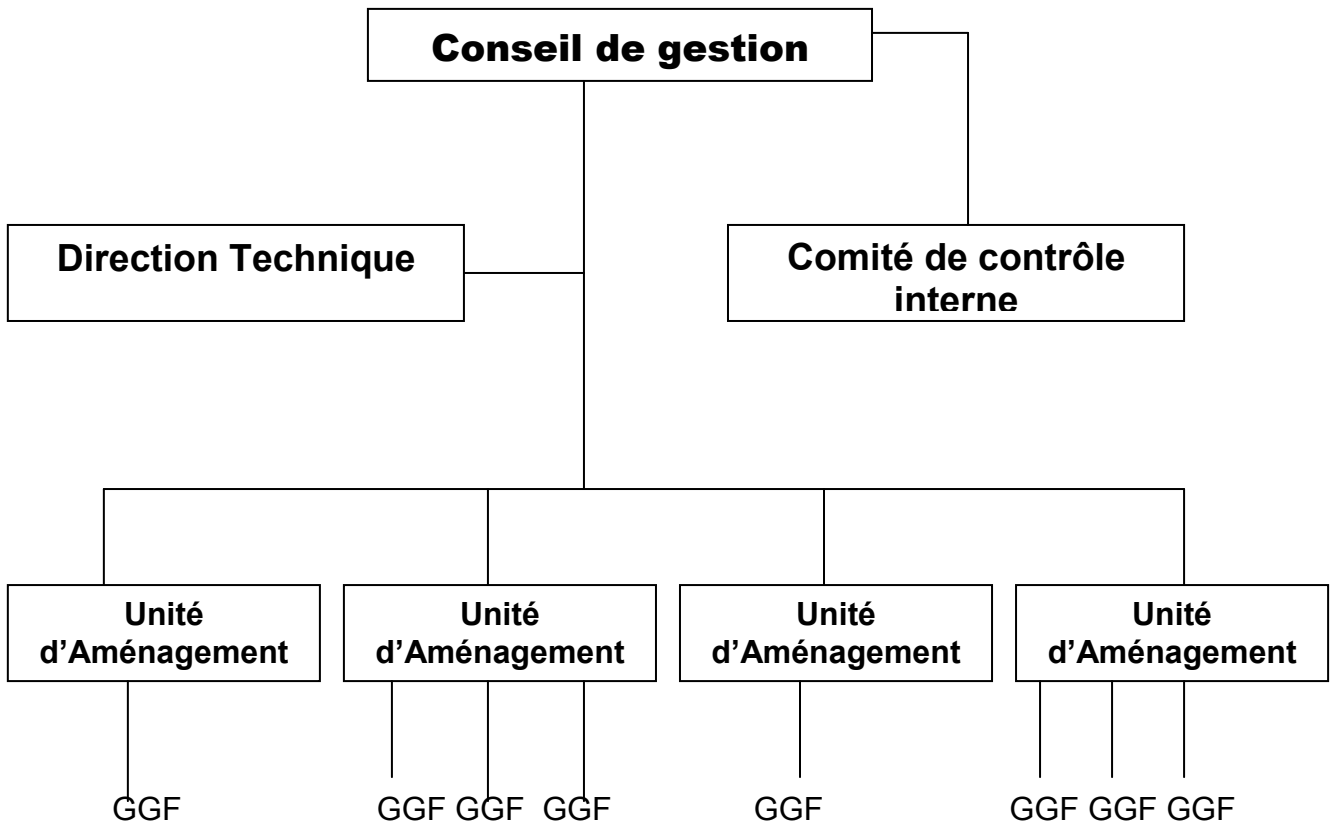 Conseil de gestion
Direction Technique
Comité de contrôle
interne
Unité
d’Aménagement
Unité
d’Aménagement
Unité
d’Aménagement
Unité
d’Aménagement
GGF
GGF GGF GGF
GGF
GGF GGF GGF